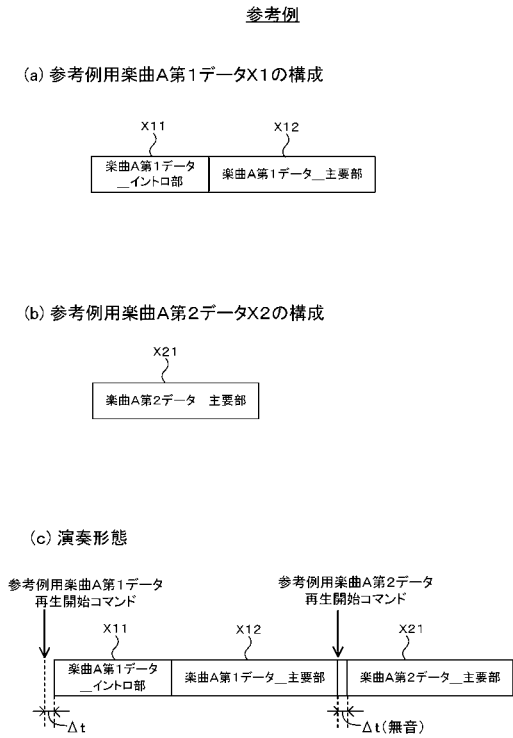 参考例
(a) 参考例用楽曲A第1データX1の構成
X11
X12
楽曲A第1データ
__イントロ部
楽曲A第1データ__主要部
(b) 参考例用楽曲A第2データX2の構成
X21
楽曲A第2データ 主要部
(c) 演奏形態
参考例用楽曲A第1データ
再生開始コマンド
参考例用楽曲A第2データ
再生開始コマンド
X11
X12
X21
楽曲A第1データ
__イントロ部
楽曲A第1データ__主要部
楽曲A第2データ__主要部
Δt
Δt(無音)